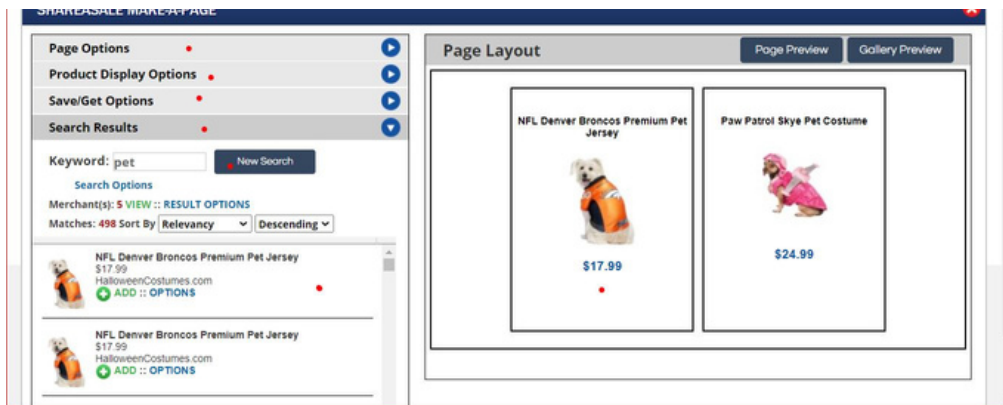 SHAREASALE MAKE-A-PAGE
Page Options
Product Display Options
Save/Get Options
Search Results
Keyword: pet New Search
Search Options
Merchant(s): 5 VIEW :: RESULT OPTIONS
Matches: 498 Sort By Relevancy Descending
NFL Denver Broncos Premium Pet Jersey
$17.99
HalloweenCostumes.com
ADD :: OPTIONS
NFL Denver Broncos Premium Pet Jersey
$17.99
HalloweenCostumes.com
ADD :: OPTIONS
Page Layout Page Preview Gallery Preview
NFL Denver Broncos Premium Pet
Jersey
$17.99
Paw Patrol Skye Pet Costume
$24.99